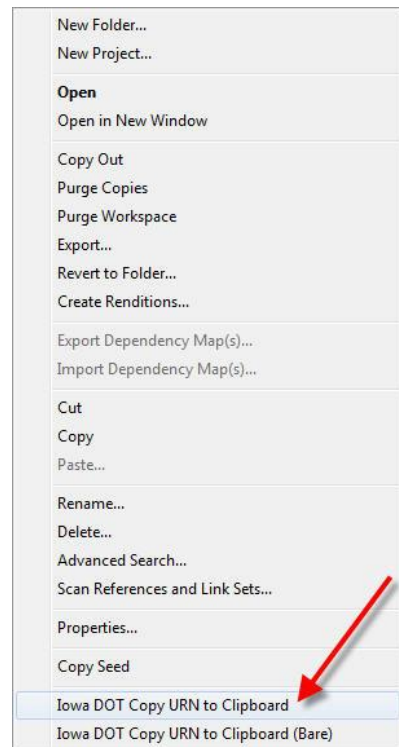 New Folder...
New Project...
Open
Open in New Window
Copy Out
Purge Copies
Purge Workspace
Export...
Revert to Folder...
Create Renditions...
Export Dependency Map(s)...
Import Dependency Map(s)...
Cut
Copy
Paste...
Rename...
Delete...
Advanced Search...
Scan References and Link Sets...
Properties...
Copy Seed
Iowa DOT Copy URN to Clipboard
Iowa DOT Copy URN to Clipboard (Bare)